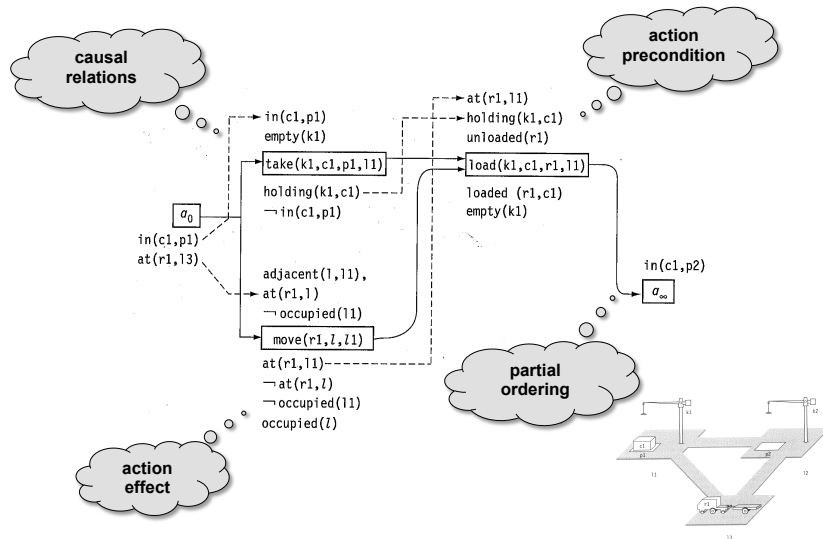 causal
relations
action
precondition
in(c1,p1)
empty(k1)
take(k1,c1,p1,l1)
holding(k1,c1)
¬in(c1,p1)
at(r1,l1)
holding(k1,c1)
unloaded(r1)
load(k1,c1,r1,l1)
loaded (r1,c1)
empty(k1)
a0
in(c1,p1)
at(r1,l3)
adjacent(l,l1),
at(r1,l)
¬occupied(l1)
move(r1,l,l1)
at(r1,l1)
¬at(r1,l)
¬occupied(l1)
occupied(l)
in(c1,p2)
a∞
partial
ordering
action
effect
k1
k2
c1
p1
p2
l1
l2
r1
l3